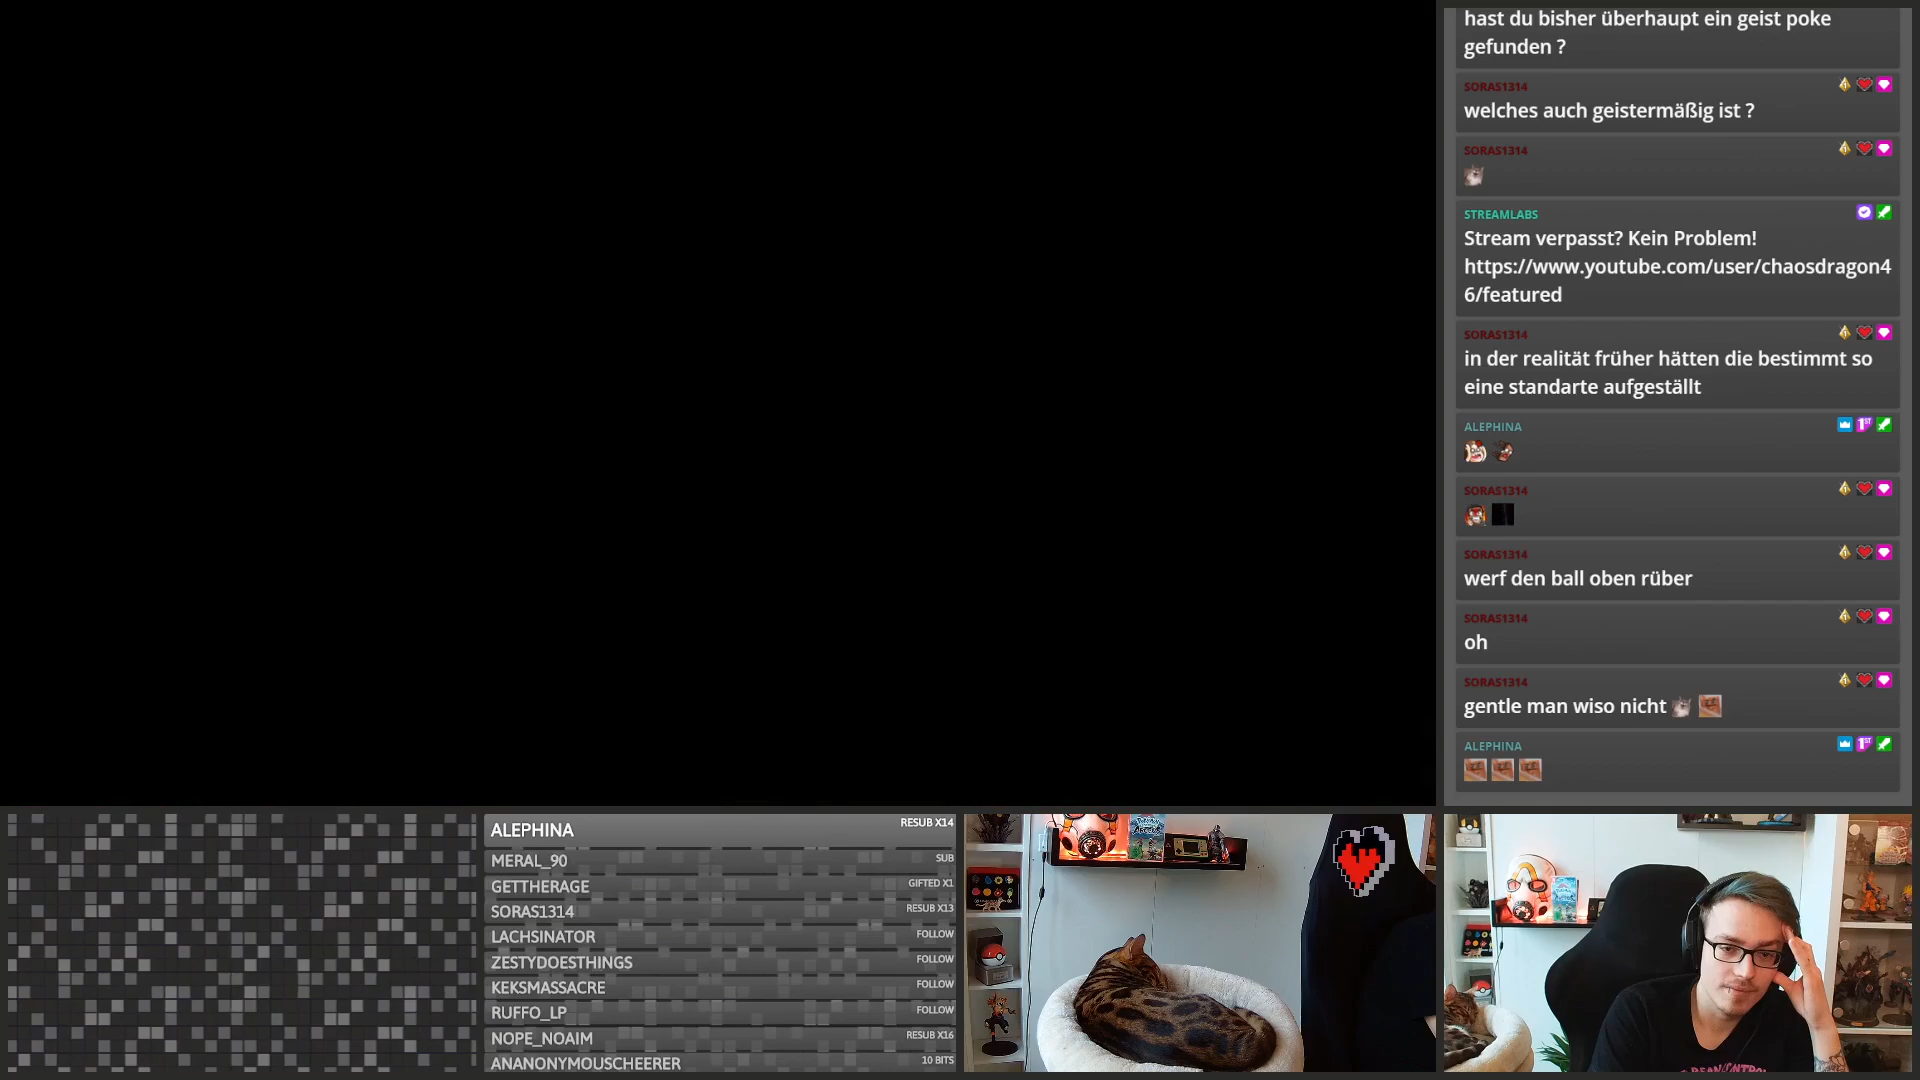 hast du bisher überhaupt ein geist poke
gefunden ?
SORAS1314
welches auch geistermäßig ist ?
SORAS1314
STREAMLABS
Stream verpasst? Kein Problem!
https://www.youtube.com/user/chaosdragon4
6/featured
SORAS1314
in der realität früher hätten die bestimmt so
eine standarte aufgeställt
ALEPHINA
1ST
SORAS1314
SORAS1314
werf den ball oben rüber
SORAS1314
oh
SORAS1314
gentle man wiso nicht
ALEPHINA
1ST
ALEPHINA RESUB X14
MERAL_90 SUB
GETTHERAGE GIFTED X1
SORAS1314 RESUB X13
LACHSINATOR FOLLOW
ZESTYDOESTHINGS FOLLOW
KEKSMASSACRE FOLLOW
RUFFO_LP FOLLOW
NOPE_NOAIM RESUB X16
ANANONYMOUSCHEERER 10 BITS